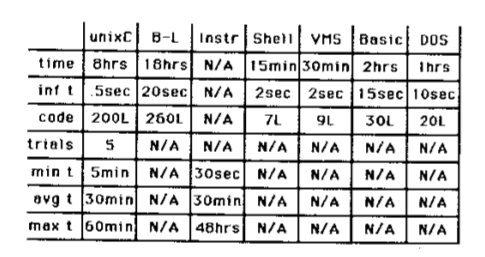 unixC B-L Instr Shell VMS Basic DOS
time 8hrs 18hrs N/A 15min 30min 2hrs 1hrs
inf t .5sec 20sec N/A 2sec 2sec 15sec 10sec
code 200L 260L N/A 7L 9L 30L 20L
trials 5 N/A N/A N/A N/A N/A N/A
min t 5min N/A 30sec N/A N/A N/A N/A
avg t 30min N/A 30min N/A N/A N/A N/A
max t 60min N/A 48hrs N/A N/A N/A N/A